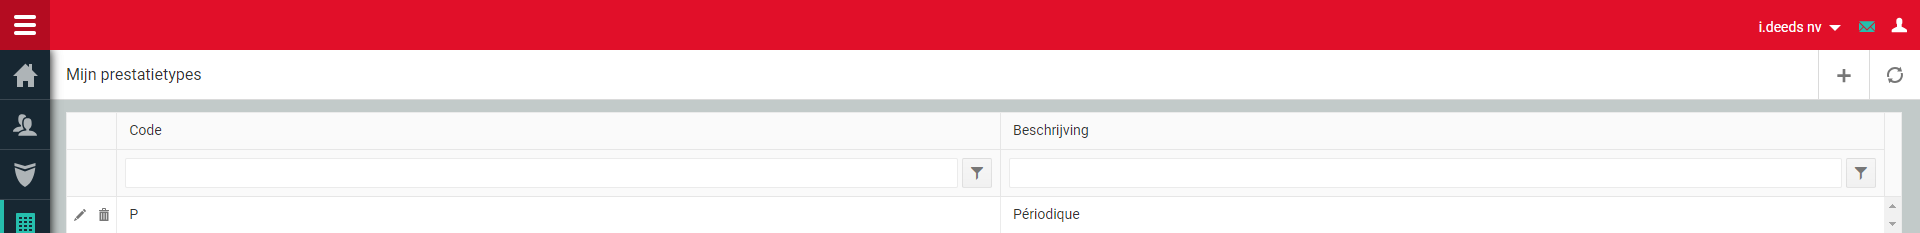 i.deeds nv
Mijn prestatietypes
Code Beschrijving
P Périodique